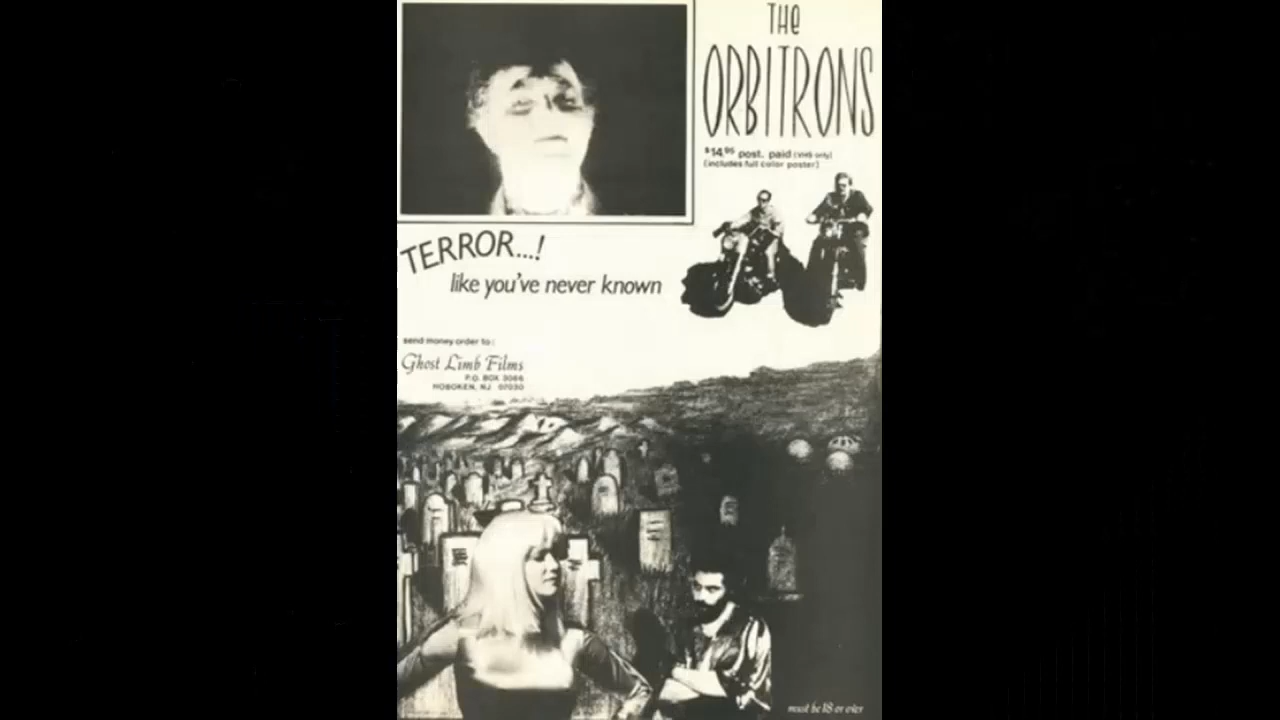 THE
ORBITRONS
$14.95 post. paid (VHS only)
(includes full color poster)
TERROR...!
like you've never known
send money order to:
Ghost Limb Films
P.O. BOX 3066
HOBOKEN, NJ 07030
must be 18 or over